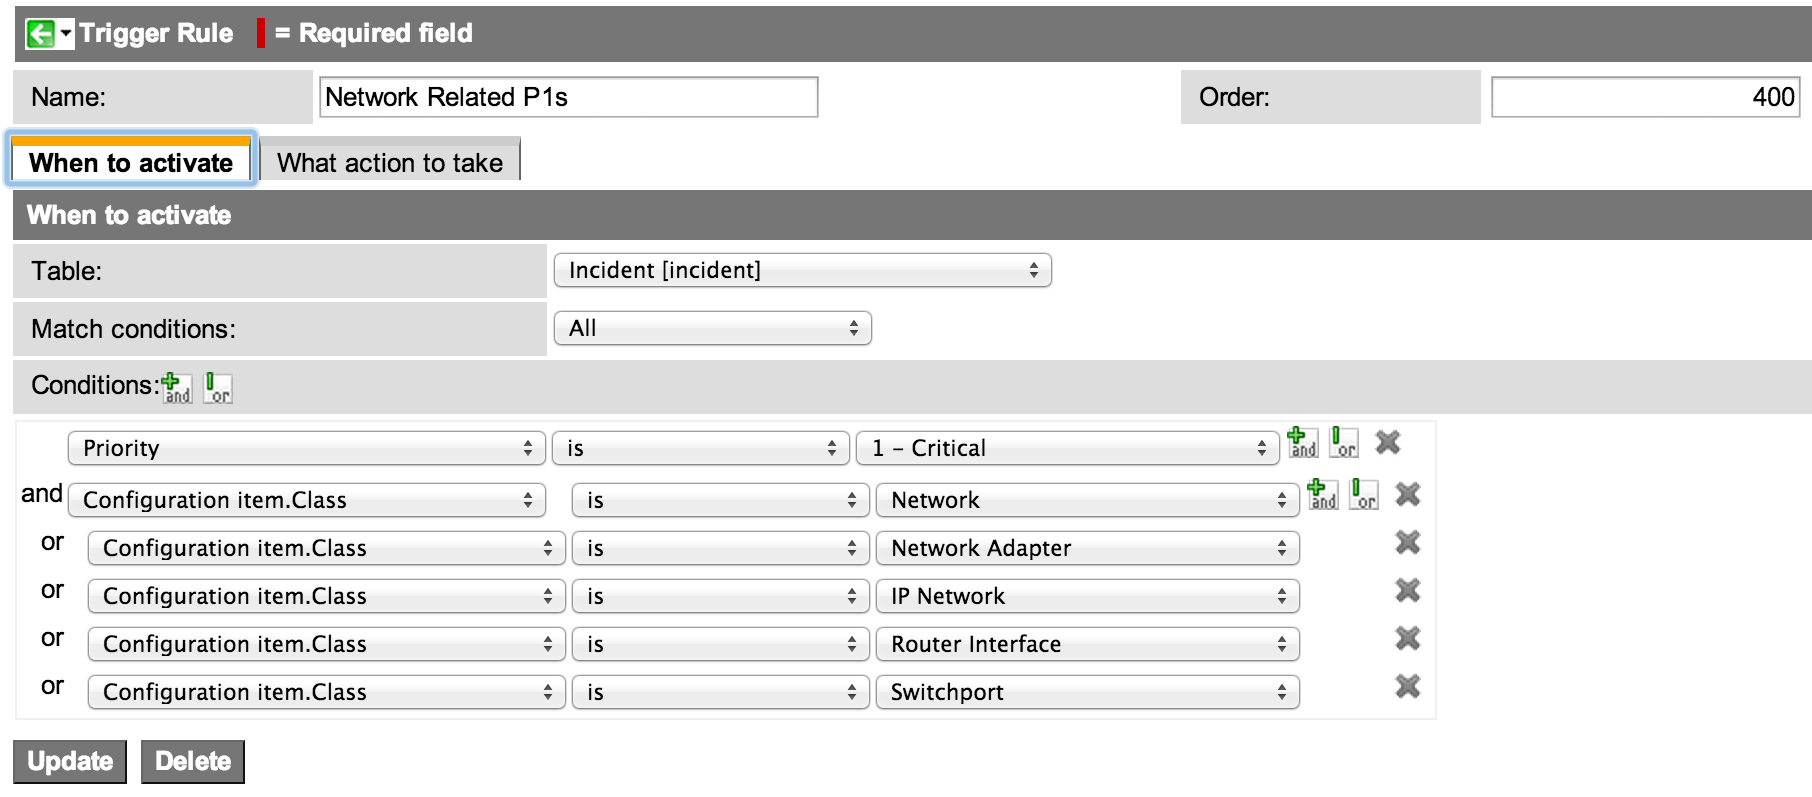 Trigger Rule = Required field
Name: Network Related P1s Order: 400
When to activate What action to take
When to activate
Table: Incident [incident]
Match conditions: All
Conditions: and or
Priority is 1 – Critical and or
and Configuration item.Class is Network and or
or Configuration item.Class is Network Adapter
or Configuration item.Class is IP Network
or Configuration item.Class is Router Interface
or Configuration item.Class is Switchport
Update Delete